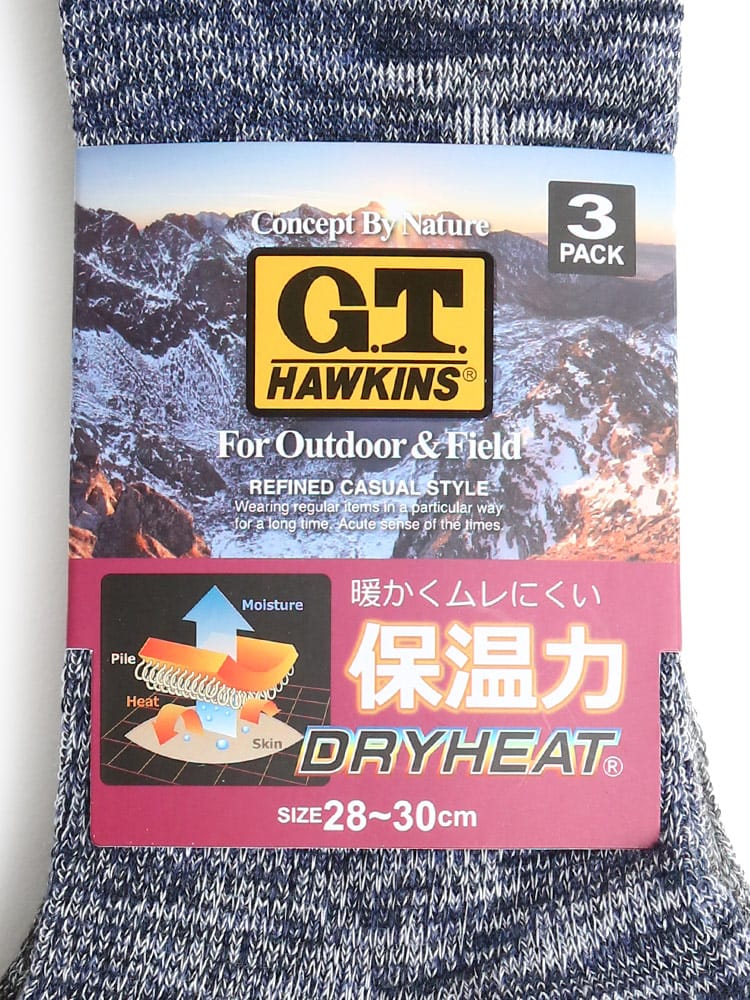 Concept By Nature
3
PACK
G.T.
HAWKINS®
For Outdoor & Field
REFINED CASUAL STYLE
Wearing regular items in a particular way
for a long time. Acute sense of the times.
暖かくムレにくい
保温力
DRYHEAT®
Moisture
Pile
Heat
Skin
SIZE28~30cm